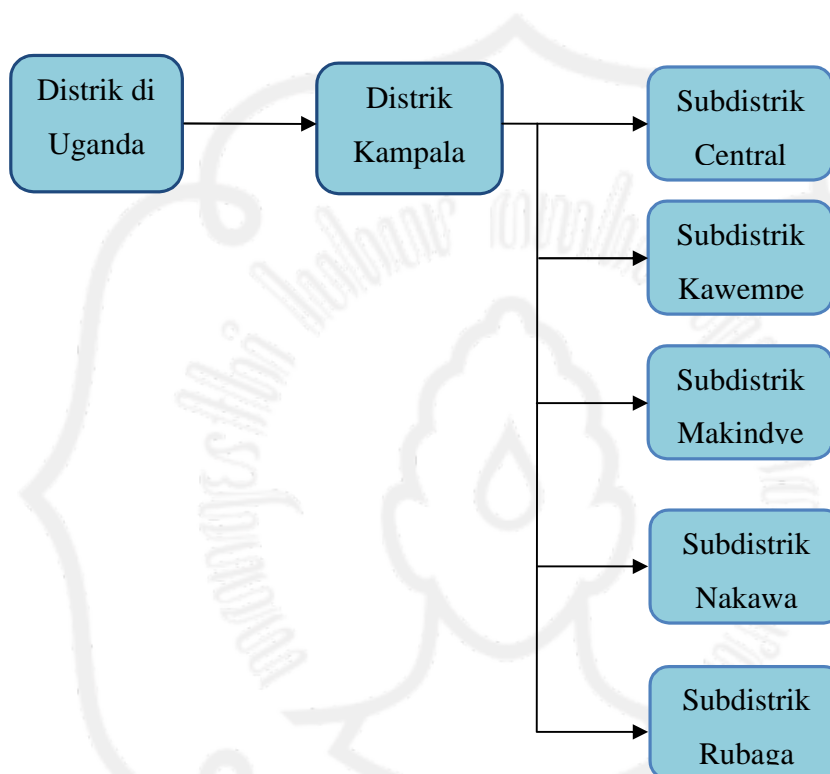 Distrik di
Uganda
Distrik
Kampala
Subdistrik
Central
Subdistrik
Kawempe
Subdistrik
Makindye
Subdistrik
Nakawa
Subdistrik
Rubaga